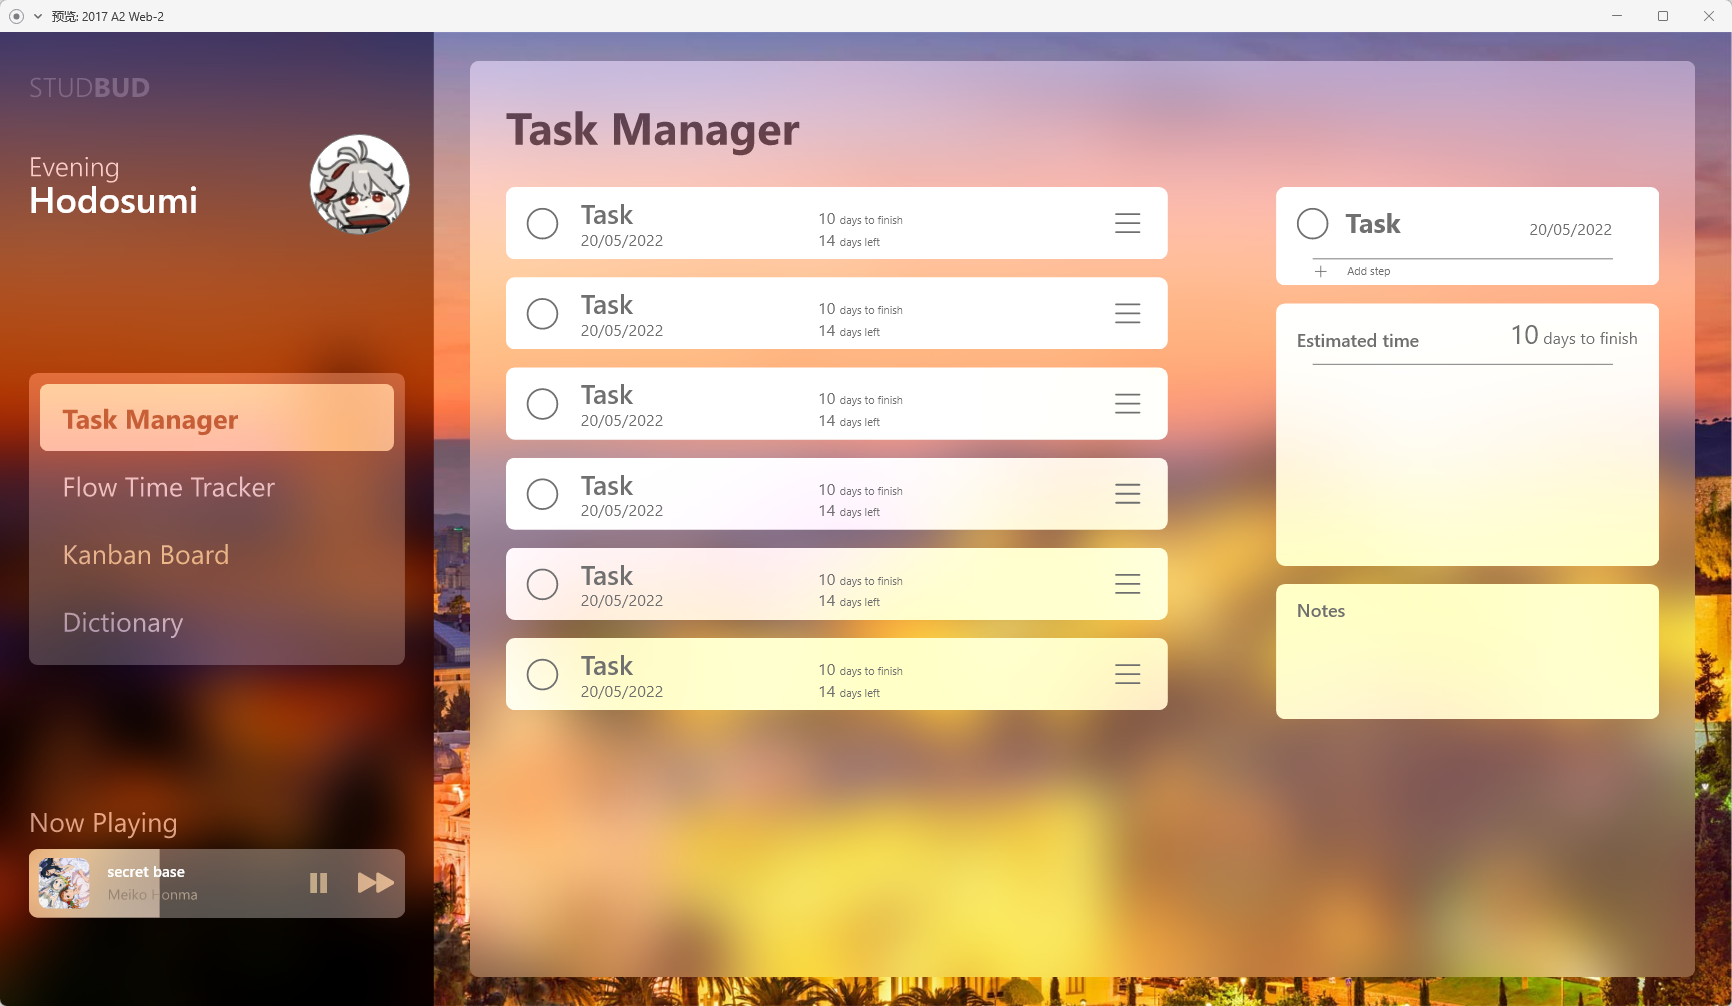 预览: 2017 A2 Web-2
STUDBUD
Evening
Hodosumi
Task Manager
Flow Time Tracker
Kanban Board
Dictionary
Now Playing
secret base
Meiko Honma
Task Manager
Task
20/05/2022
10 days to finish
14 days left
Task
20/05/2022
10 days to finish
14 days left
Task
20/05/2022
10 days to finish
14 days left
Task
20/05/2022
10 days to finish
14 days left
Task
20/05/2022
10 days to finish
14 days left
Task
20/05/2022
10 days to finish
14 days left
Task 20/05/2022
Add step
Estimated time 10 days to finish
Notes